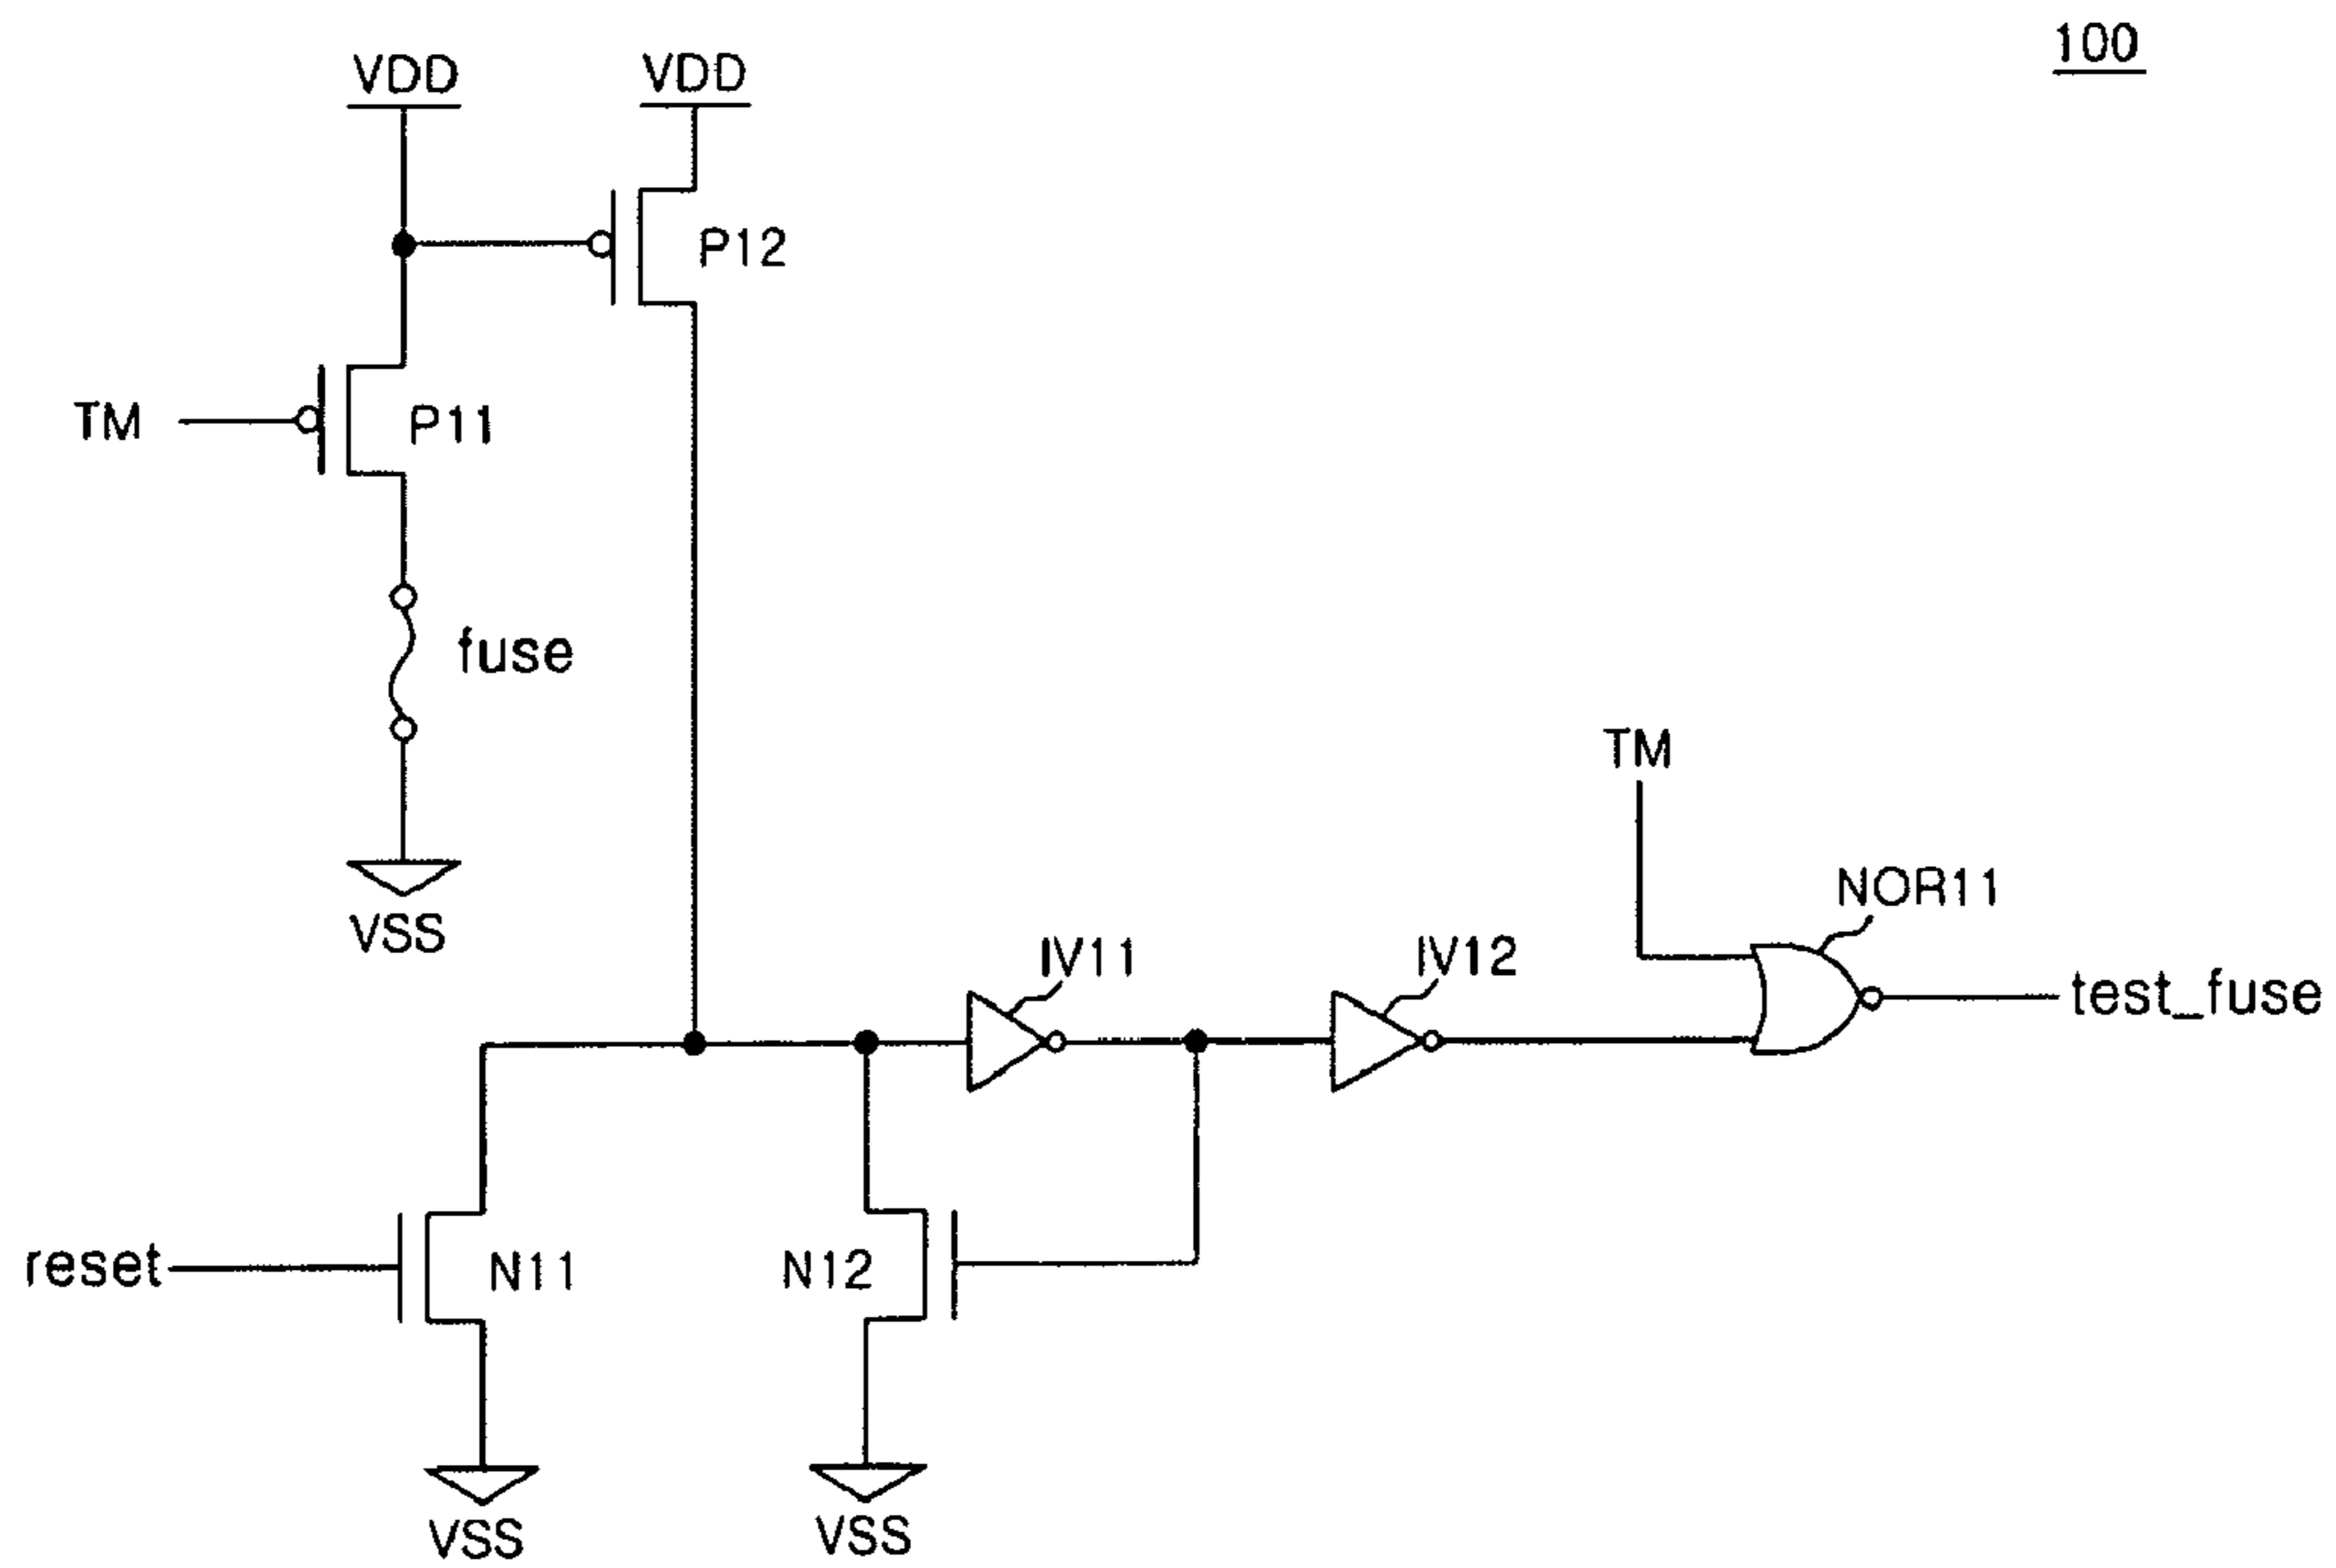 100
VDD
VDD
P12
TM
P11
fuse
TM
NOR11
VSS
IV11
IV12
test_fuse
reset
N11
N12
VSS
VSS